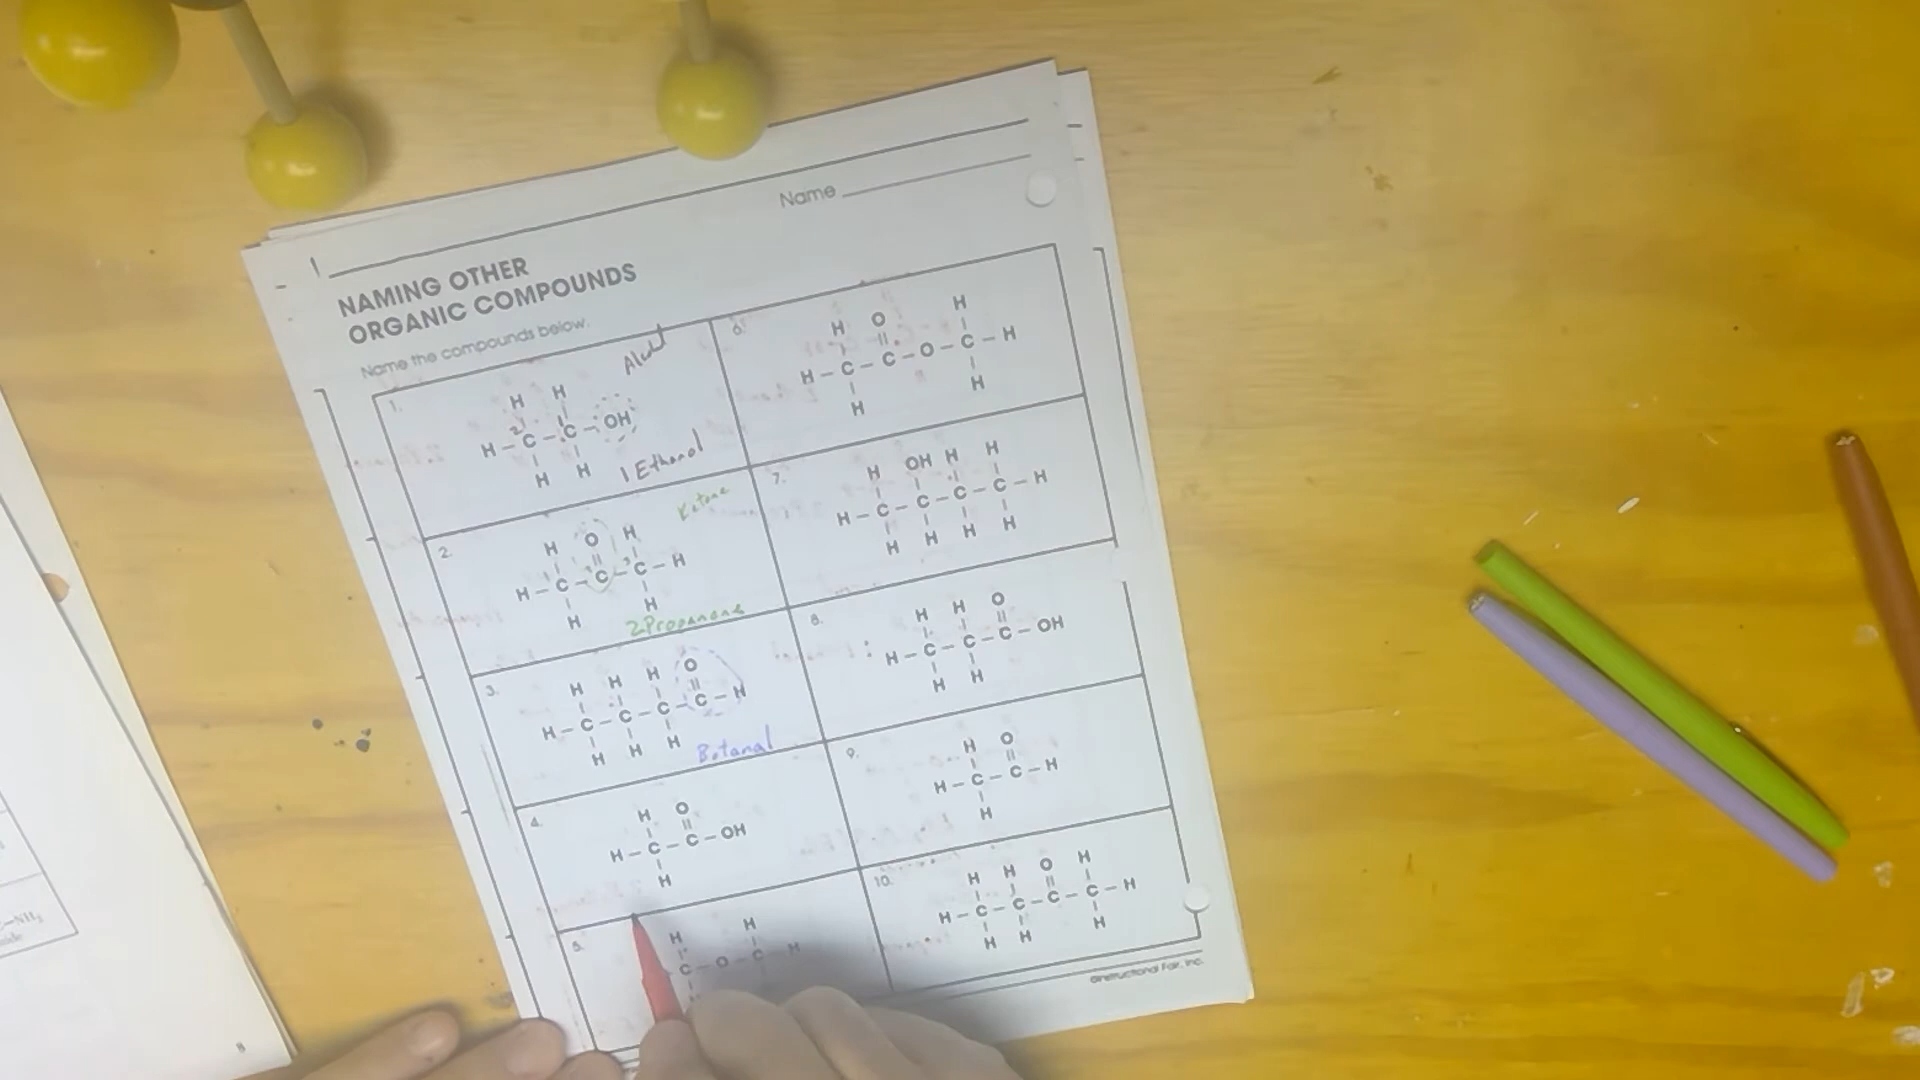 Name
NAMING OTHER
ORGANIC COMPOUNDS
Name the compounds below.
1.
Alcohol
H H
H – C – C – OH
H H
1 Ethanol
2.
Ketone
H O H
H – C – C – C – H
H H
2 Propanone
3.
H H H O
H – C – C – C – C – H
H H H
Butanal
4.
H O
H – C – C – OH
H
5.
H H
C – O – C H
6.
H O H
H – C – C – O – C – H
H H
7.
H OH H H
H – C – C – C – C – H
H H H H
8.
H H O
H – C – C – C – OH
H H
9.
H O
H – C – C – H
H
10.
H H O H
H – C – C – C – C – H
H H H
©Instructional Fair, Inc.
8